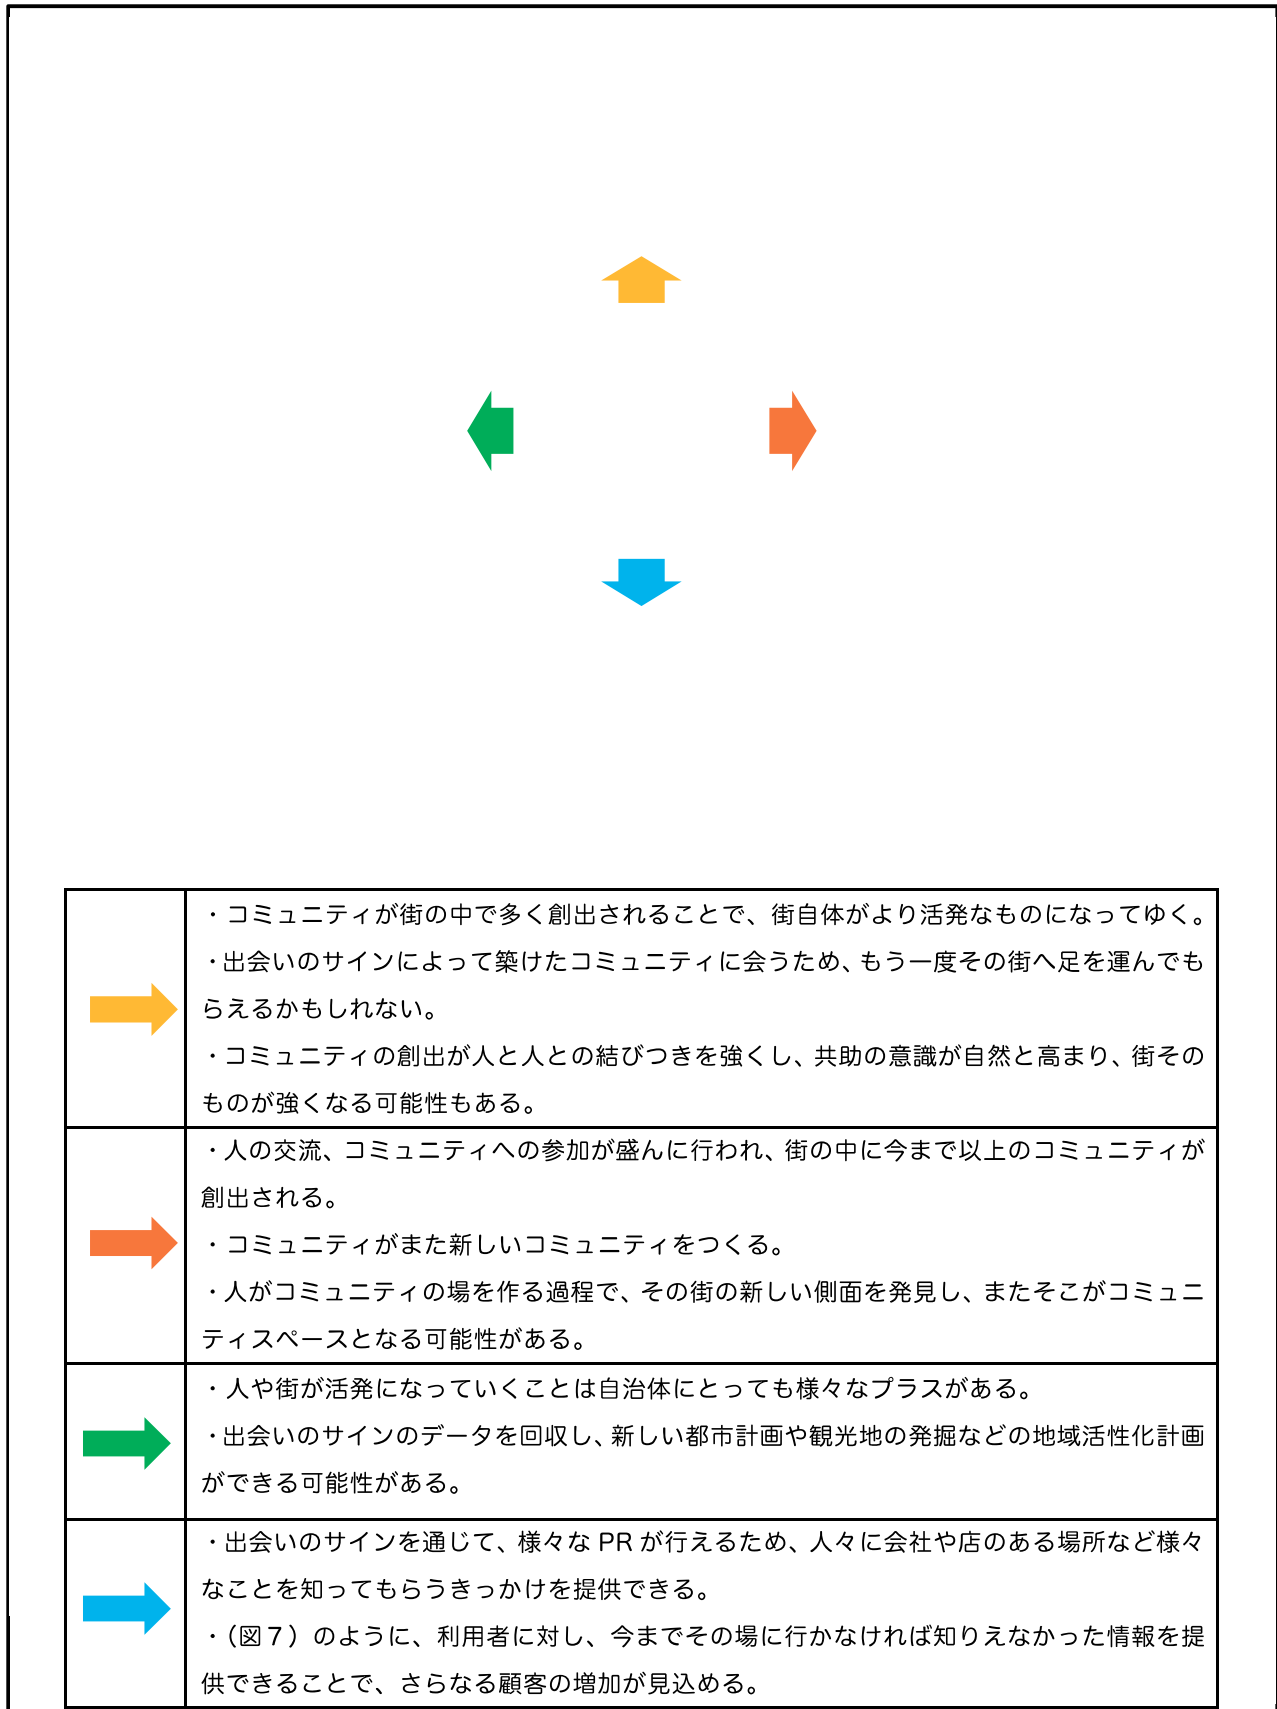 ・コミュニティが街の中で多く創出されることで、街自体がより活発なものになってゆく。
・出会いのサインによって築けたコミュニティに会うため、もう一度その街へ足を運んでも
らえるかもしれない。
・コミュニティの創出が人と人との結びつきを強くし、共助の意識が自然と高まり、街その
ものが強くなる可能性もある。
・人の交流、コミュニティへの参加が盛んに行われ、街の中に今まで以上のコミュニティが
創出される。
・コミュニティがまた新しいコミュニティをつくる。
・人がコミュニティの場を作る過程で、その街の新しい側面を発見し、またそこがコミュニ
ティスペースとなる可能性がある。
・人や街が活発になっていくことは自治体にとっても様々なプラスがある。
・出会いのサインのデータを回収し、新しい都市計画や観光地の発掘などの地域活性化計画
ができる可能性がある。
・出会いのサインを通じて、様々な PR が行えるため、人々に会社や店のある場所など様々
なことを知ってもらうきっかけを提供できる。
・（図７）のように、利用者に対し、今までその場に行かなければ知りえなかった情報を提
供できることで、さらなる顧客の増加が見込める。